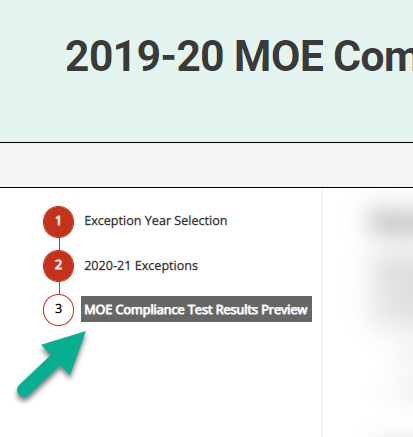 2019-20 MOE Com
1 Exception Year Selection
2 2020-21 Exceptions
3 MOE Compliance Test Results Preview